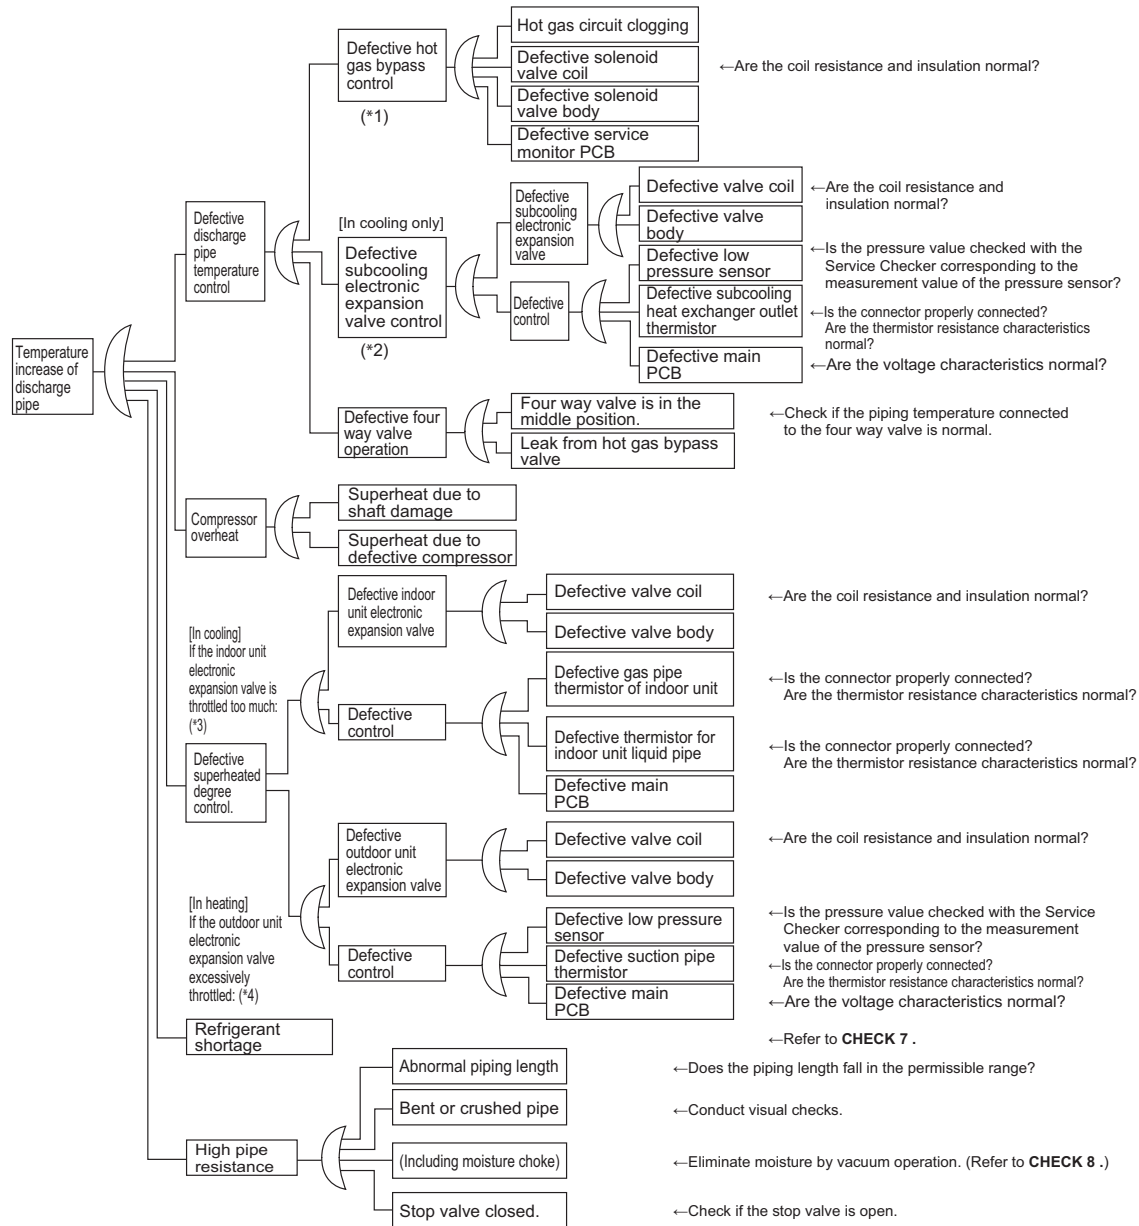 Hot gas circuit clogging
Defective hot
gas bypass
control
(*1)
Defective solenoid
valve coil
←Are the coil resistance and insulation normal?
Defective solenoid
valve body
Defective service
monitor PCB
Defective
discharge
pipe
temperature
control
[In cooling only]
Defective
subcooling
electronic
expansion
valve control
(*2)
Defective
subcooling
electronic
expansion
valve
Defective valve coil
←Are the coil resistance and
insulation normal?
Defective valve
body
Defective
control
Defective low
pressure sensor
←Is the pressure value checked with the
Service Checker corresponding to the
measurement value of the pressure sensor?
Defective subcooling
heat exchanger outlet
thermistor
←Is the connector properly connected?
Are the thermistor resistance characteristics
normal?
Defective main
PCB
←Are the voltage characteristics normal?
Temperature
increase of
discharge
pipe
Defective four
way valve
operation
Four way valve is in the
middle position.
←Check if the piping temperature connected
to the four way valve is normal.
Leak from hot gas bypass
valve
Compressor
overheat
Superheat due to
shaft damage
Superheat due to
defective compressor
[In cooling]
If the indoor unit
electronic
expansion valve is
throttled too much:
(*3)
Defective indoor
unit electronic
expansion valve
Defective valve coil
←Are the coil resistance and insulation normal?
Defective valve body
Defective
control
Defective gas pipe
thermistor of indoor unit
←Is the connector properly connected?
Are the thermistor resistance characteristics normal?
Defective thermistor for
indoor unit liquid pipe
←Is the connector properly connected?
Are the thermistor resistance characteristics normal?
Defective main
PCB
Defective
superheated
degree
control.
Defective
outdoor unit
electronic
expansion valve
Defective valve coil
←Are the coil resistance and insulation normal?
Defective valve body
[In heating]
If the outdoor unit
electronic
expansion valve
excessively
throttled: (*4)
Defective
control
Defective low pressure
sensor
←Is the pressure value checked with the Service
Checker corresponding to the measurement
value of the pressure sensor?
Defective suction pipe
thermistor
←Is the connector properly connected?
Are the thermistor resistance characteristics normal?
Defective main
PCB
←Are the voltage characteristics normal?
Refrigerant
shortage
←Refer to CHECK 7 .
High pipe
resistance
Abnormal piping length
←Does the piping length fall in the permissible range?
Bent or crushed pipe
←Conduct visual checks.
(Including moisture choke)
←Eliminate moisture by vacuum operation. (Refer to CHECK 8 .)
Stop valve closed.
←Check if the stop valve is open.